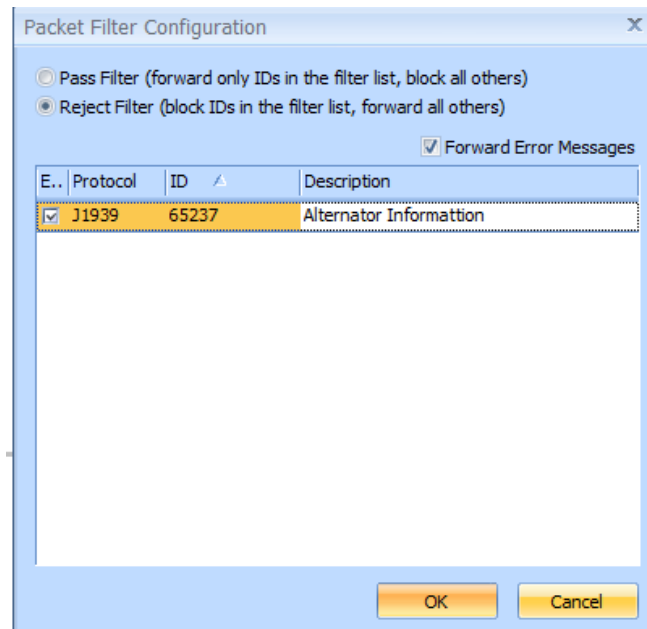 Packet Filter Configuration X
Pass Filter (forward only IDs in the filter list, block all others)
Reject Filter (block IDs in the filter list, forward all others)
Forward Error Messages
E.. Protocol ID Description
J1939 65237 Alternator Informattion
OK Cancel